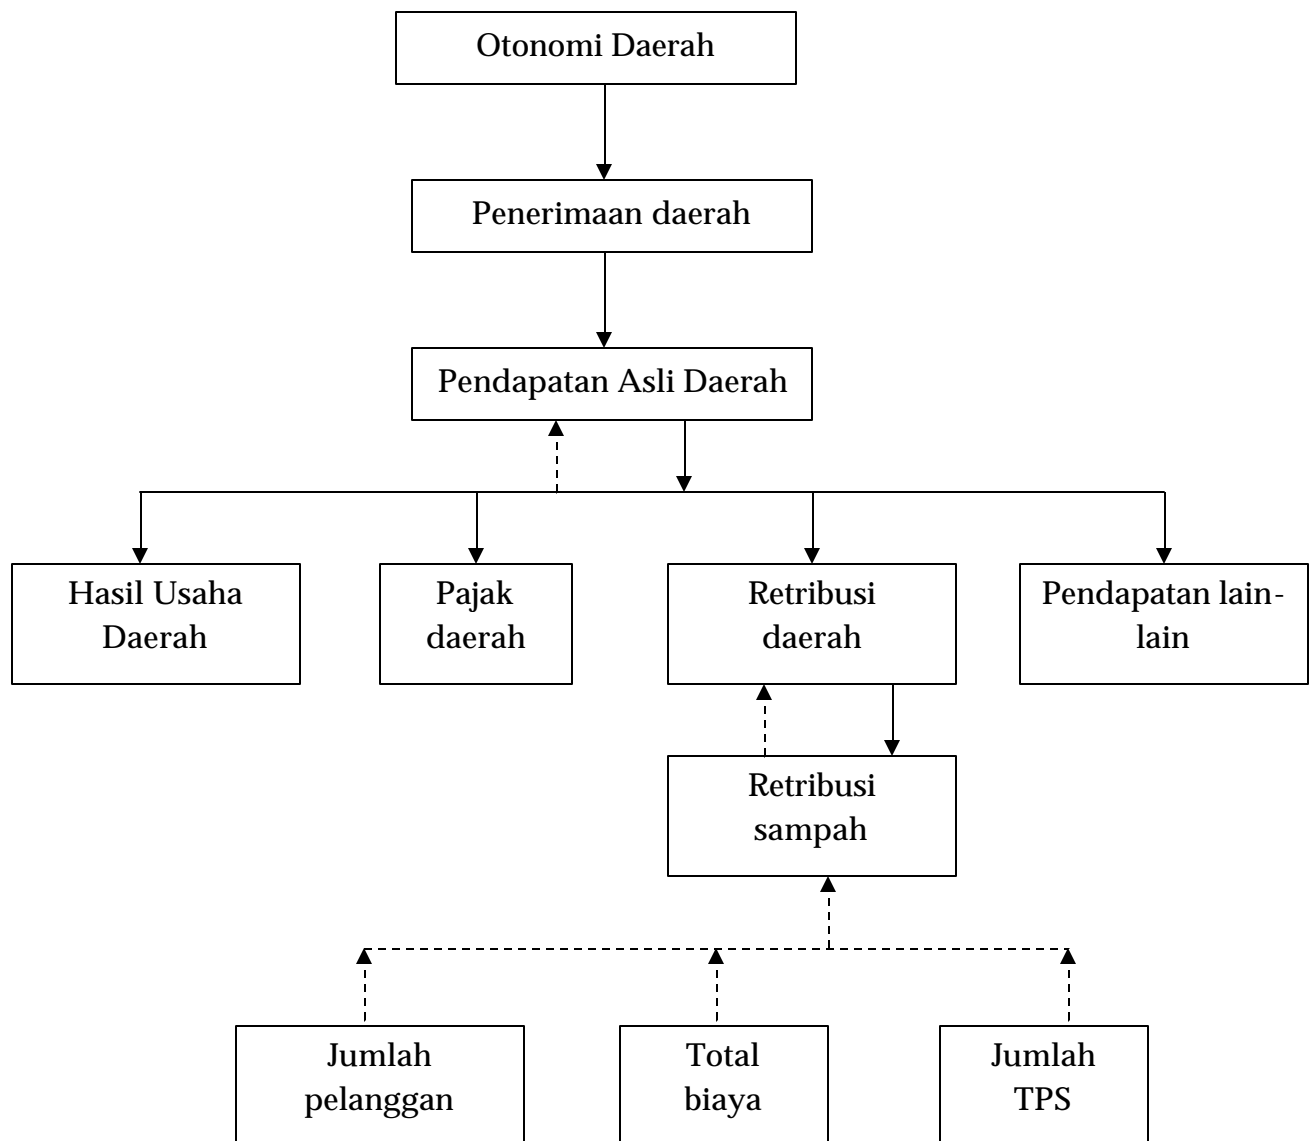 Otonomi Daerah
Penerimaan daerah
Pendapatan Asli Daerah
Hasil Usaha
Daerah
Pajak
daerah
Retribusi
daerah
Pendapatan lain-
lain
Retribusi
sampah
Jumlah
pelanggan
Total
biaya
Jumlah
TPS